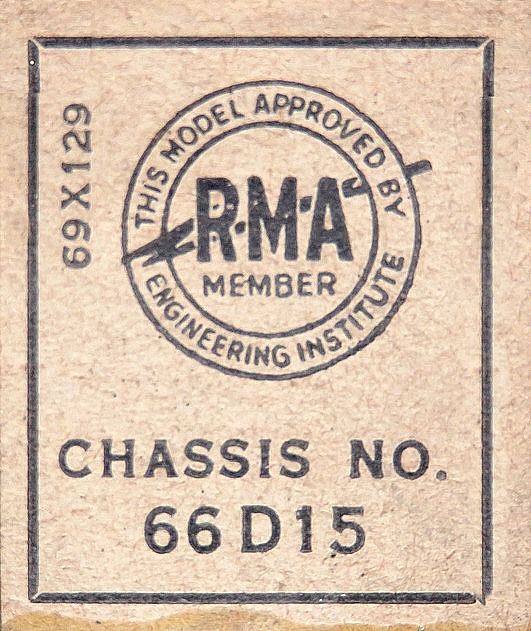 69X129
THIS MODEL APPROVED BY
R·M·A
MEMBER
ENGINEERING INSTITUTE
CHASSIS NO.
66D15